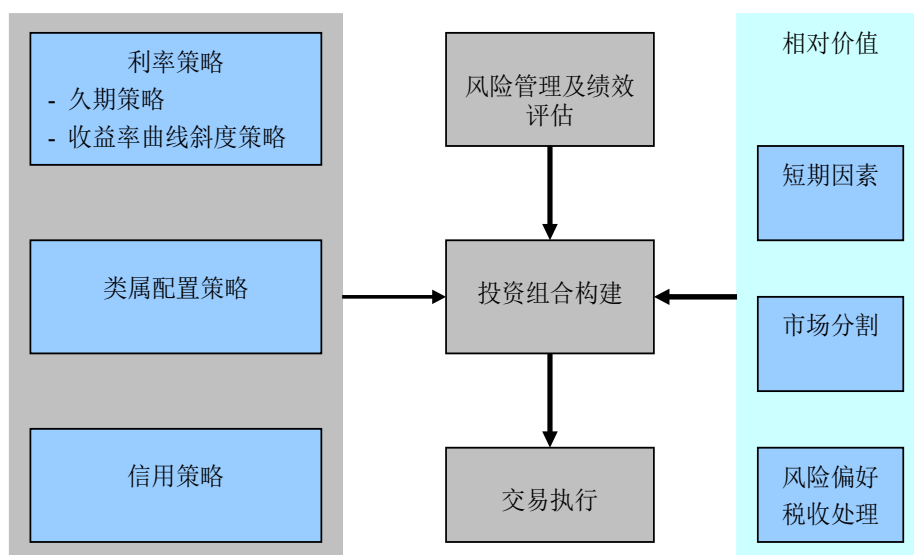 利率策略
- 久期策略
- 收益率曲线斜度策略
类属配置策略
信用策略
风险管理及绩效
评估
投资组合构建
交易执行
相对价值
短期因素
市场分割
风险偏好
税收处理